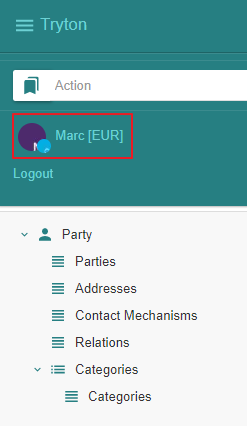 Tryton
Action
Marc [EUR]
Logout
Party
Parties
Addresses
Contact Mechanisms
Relations
Categories
Categories